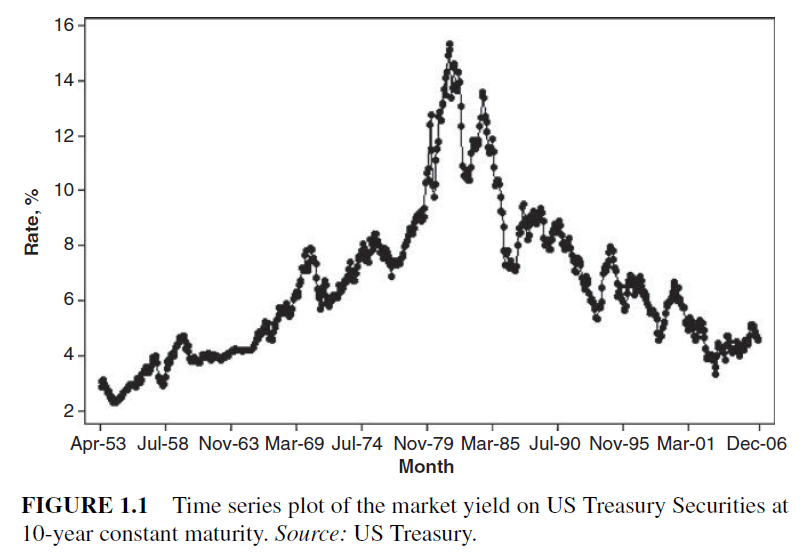 16
14
12
10
8
6
4
2
Rate, %
Apr-53 Jul-58 Nov-63 Mar-69 Jul-74 Nov-79 Mar-85 Jul-90 Nov-95 Mar-01 Dec-06
Month
FIGURE 1.1 Time series plot of the market yield on US Treasury Securities at
10-year constant maturity. Source: US Treasury.